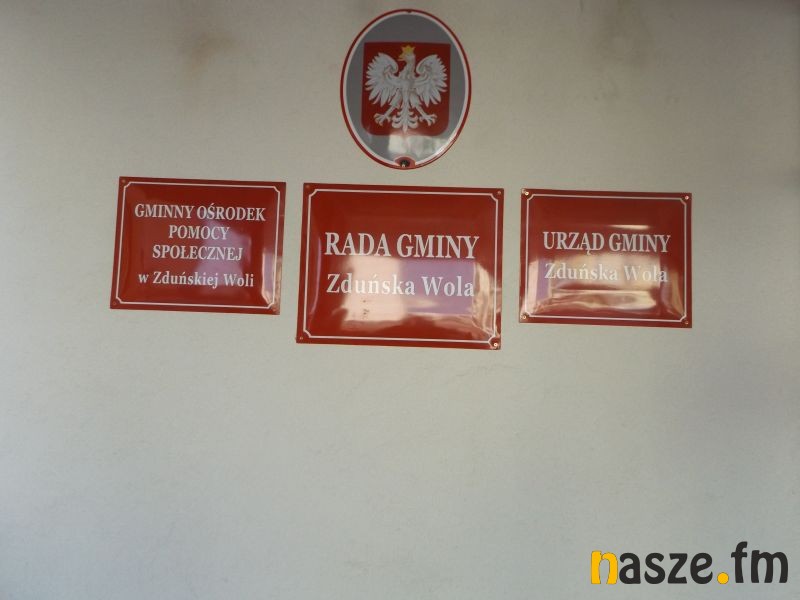 GMINNY OŚRODEK
POMOCY
SPOŁECZNEJ
w Zduńskiej Woli
RADA GMINY
Zduńska Wola
URZĄD GMINY
Zduńska Wola
nasze.fm